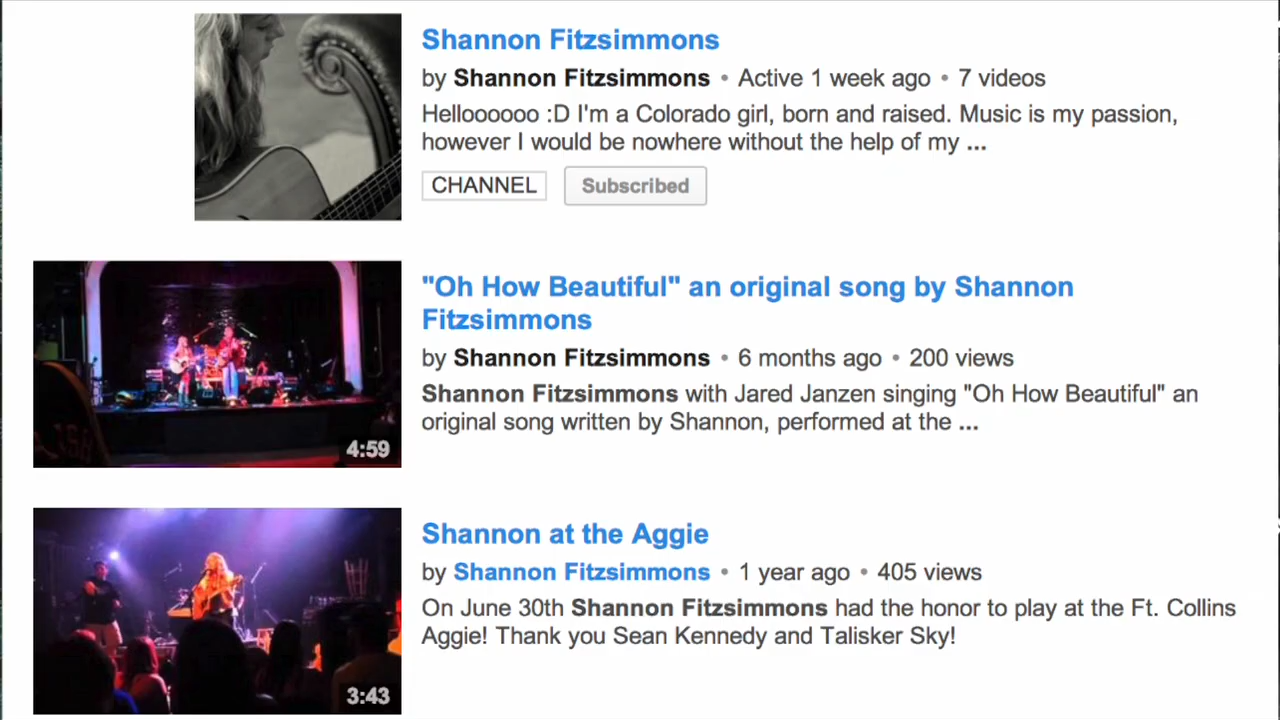 Shannon Fitzsimmons
by Shannon Fitzsimmons • Active 1 week ago • 7 videos
Helloooooo :D I'm a Colorado girl, born and raised. Music is my passion,
however I would be nowhere without the help of my ...
CHANNEL Subscribed
"Oh How Beautiful" an original song by Shannon
Fitzsimmons
by Shannon Fitzsimmons • 6 months ago • 200 views
Shannon Fitzsimmons with Jared Janzen singing "Oh How Beautiful" an
original song written by Shannon, performed at the ...
4:59
Shannon at the Aggie
by Shannon Fitzsimmons • 1 year ago • 405 views
On June 30th Shannon Fitzsimmons had the honor to play at the Ft. Collins
Aggie! Thank you Sean Kennedy and Talisker Sky!
3:43